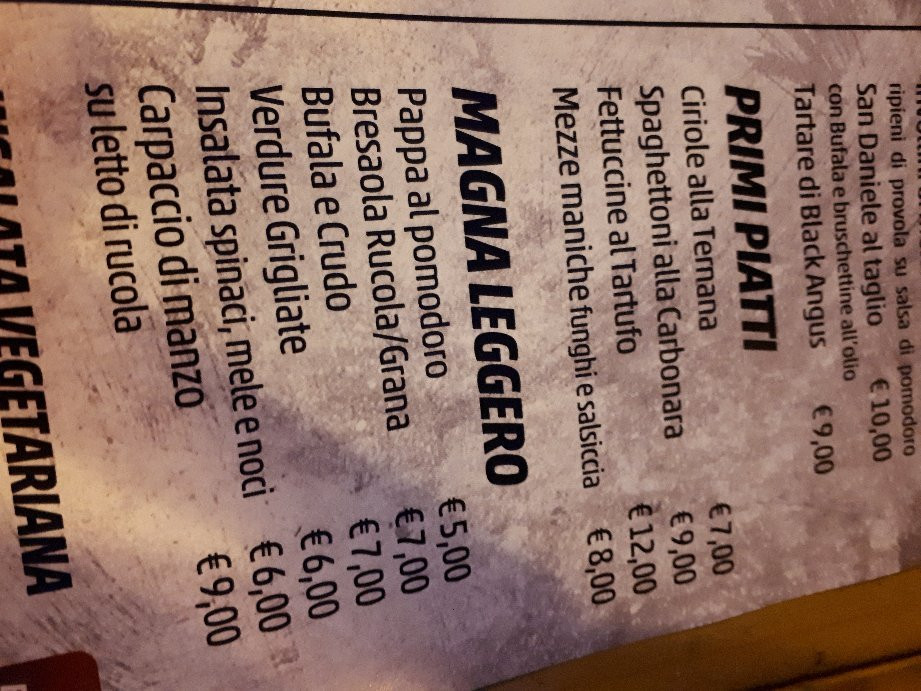 ripieni di provola su salsa di pomodoro
San Daniele al taglio € 10,00
con Bufala e bruschettine all'olio
Tartare di Black Angus € 9,00
PRIMI PIATTI
Ciriole alla Ternana € 7,00
Spaghettoni alla Carbonara € 9,00
Fettuccine al Tartufo € 12,00
Mezze maniche funghi e salsiccia € 8,00
MAGNA LEGGERO
Pappa al pomodoro € 5,00
Bresaola Rucola/Grana € 7,00
Bufala e Crudo € 7,00
Verdure Grigliate € 6,00
Insalata spinaci, mele e noci € 6,00
Carpaccio di manzo € 9,00
su letto di rucola
INSALATA VEGETARIANA